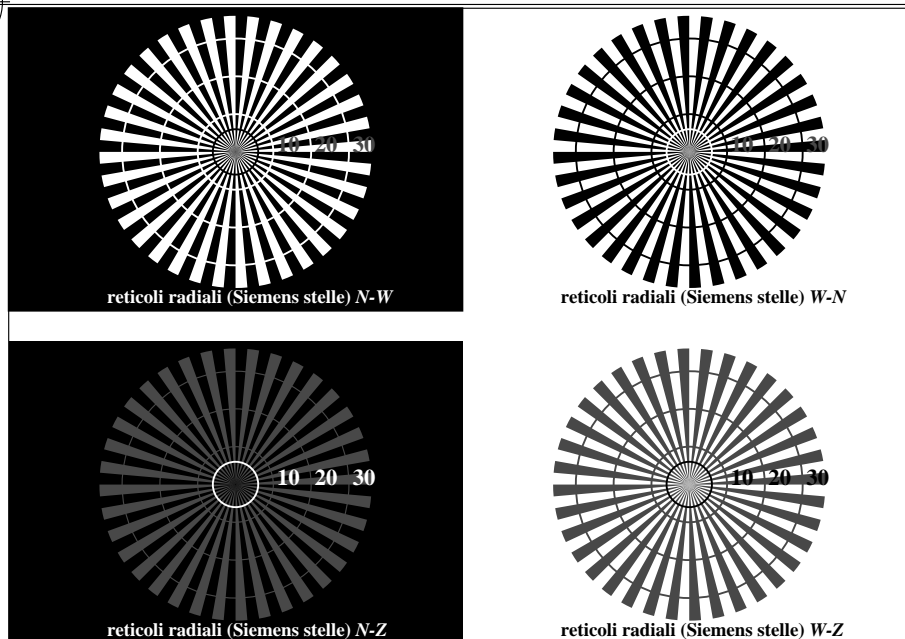 10 20 30
reticoli radiali (Siemens stelle) N-W
10 20 30
reticoli radiali (Siemens stelle) W-N
10 20 30
reticoli radiali (Siemens stelle) N-Z
10 20 30
reticoli radiali (Siemens stelle) W-Z